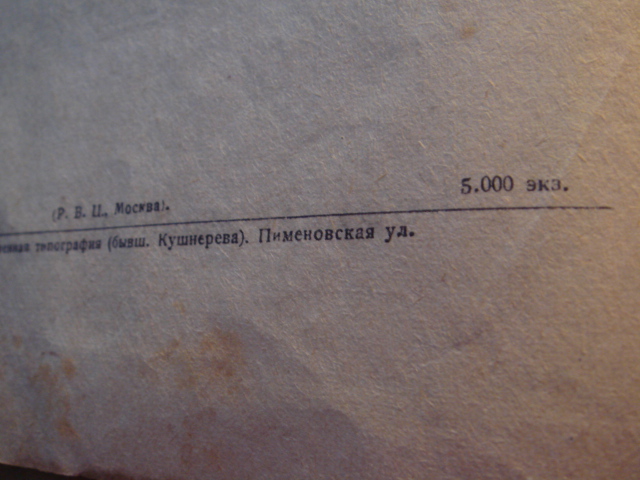 5.000 экз.
(Р. В. Ц., Москва).
типография (бывш. Кушнерева). Пименовская ул.